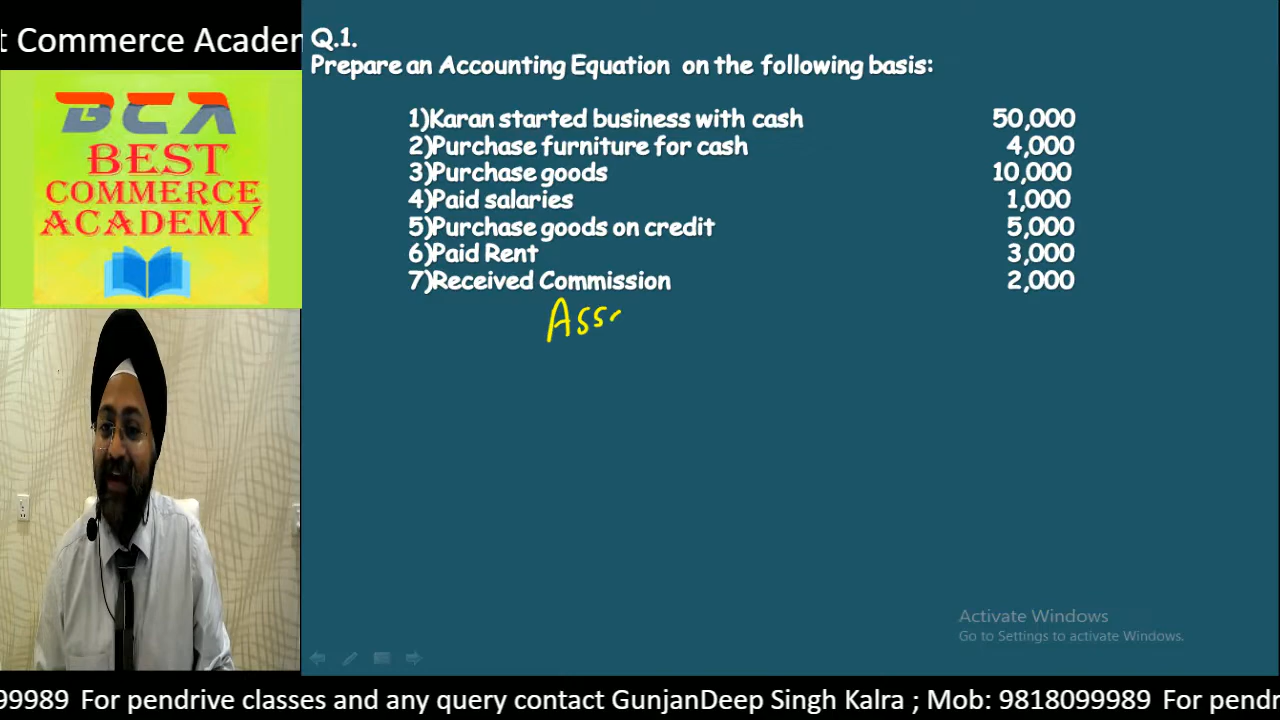 t Commerce Academ
BCA
BEST
COMMERCE
ACADEMY
Q.1.
Prepare an Accounting Equation on the following basis:
1)Karan started business with cash 50,000
2)Purchase furniture for cash 4,000
3)Purchase goods 10,000
4)Paid salaries 1,000
5)Purchase goods on credit 5,000
6)Paid Rent 3,000
7)Received Commission 2,000
Ass
Activate Windows
Go to Settings to activate Windows.
99989 For pendrive classes and any query contact GunjanDeep Singh Kalra ; Mob: 9818099989 For pendri